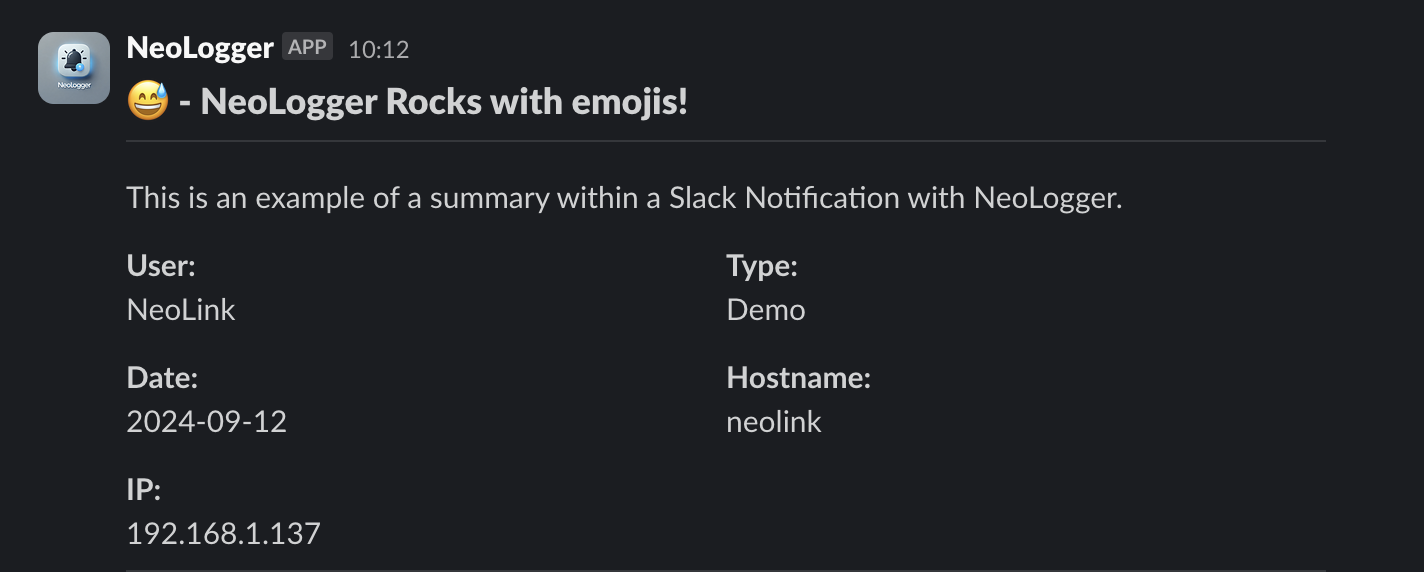 NeoLogger APP 10:12
Neologger
😅 - NeoLogger Rocks with emojis!
This is an example of a summary within a Slack Notification with NeoLogger.
User:
NeoLink
Type:
Demo
Date:
2024-09-12
Hostname:
neolink
IP:
192.168.1.137